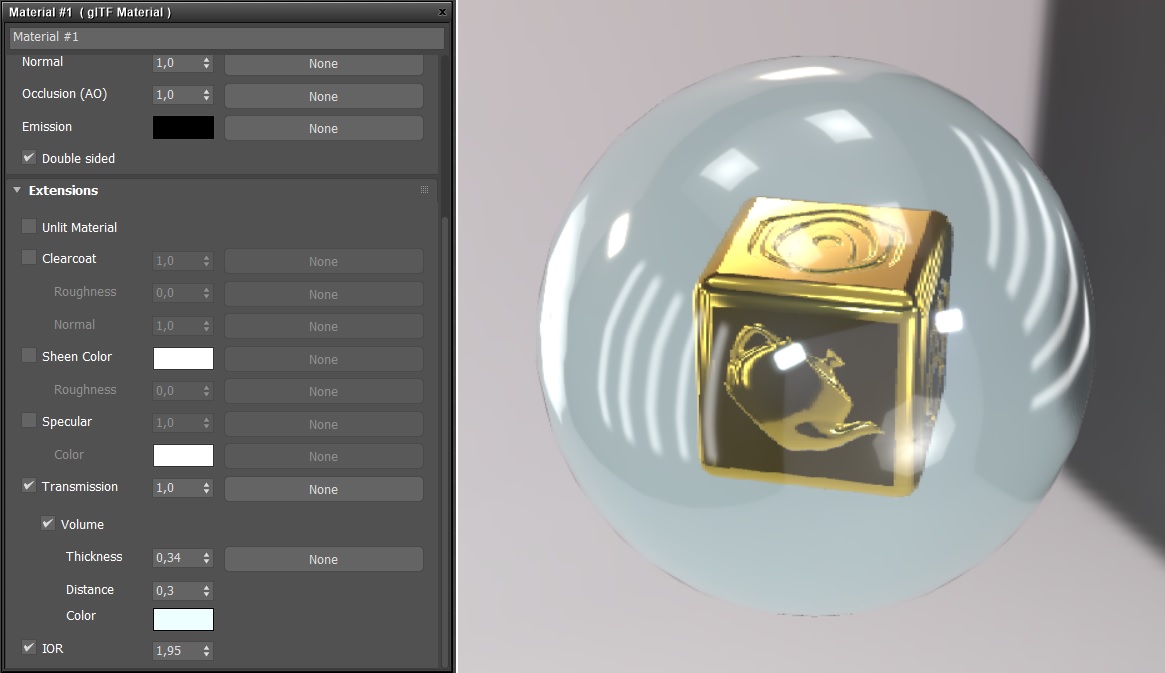 Material #1  ( glTF Material )  x
Material #1
Normal 1,0 None
Occlusion (AO) 1,0 None
Emission None
Double sided
Extensions
Unlit Material
Clearcoat 1,0 None
Roughness 0,0 None
Normal 1,0 None
Sheen Color None
Roughness 0,0 None
Specular 1,0 None
Color None
Transmission 1,0 None
Volume
Thickness 0,34 None
Distance 0,3
Color
IOR 1,95